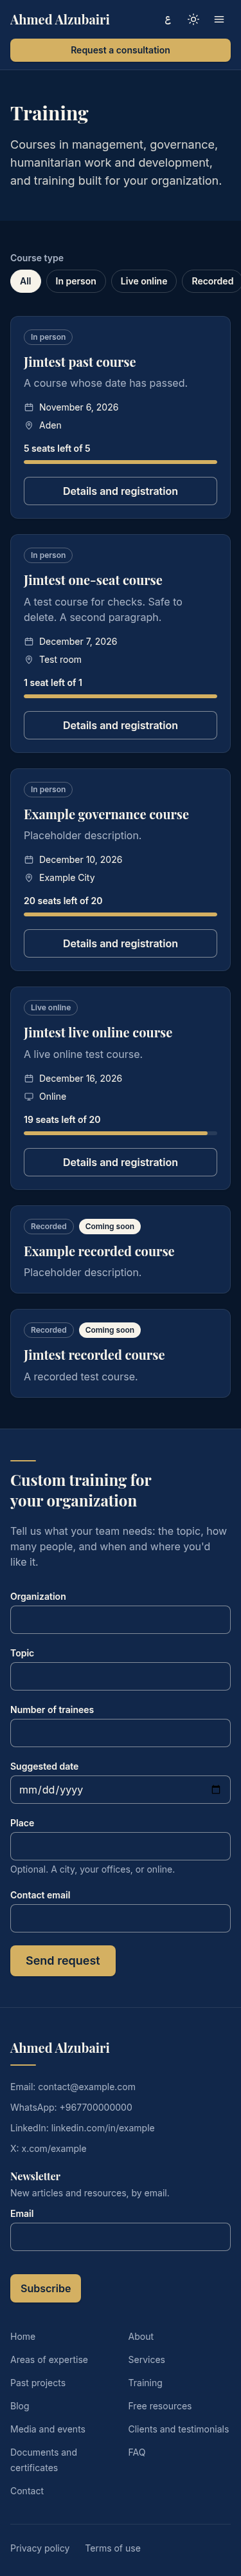 Ahmed Alzubairi
ع
Request a consultation
Training
Courses in management, governance,
humanitarian work and development,
and training built for your organization.
Course type
All
In person
Live online
Recorded
In person
Jimtest past course
A course whose date has passed.
November 6, 2026
Aden
5 seats left of 5
Details and registration
In person
Jimtest one-seat course
A test course for checks. Safe to
delete. A second paragraph.
December 7, 2026
Test room
1 seat left of 1
Details and registration
In person
Example governance course
Placeholder description.
December 10, 2026
Example City
20 seats left of 20
Details and registration
Live online
Jimtest live online course
A live online test course.
December 16, 2026
Online
19 seats left of 20
Details and registration
Recorded
Coming soon
Example recorded course
Placeholder description.
Recorded
Coming soon
Jimtest recorded course
A recorded test course.
Custom training for
your organization
Tell us what your team needs: the topic, how
many people, and when and where you'd
like it.
Organization
Topic
Number of trainees
Suggested date
mm/dd/yyyy
Place
Optional. A city, your offices, or online.
Contact email
Send request
Ahmed Alzubairi
Email: contact@example.com
WhatsApp: +967700000000
LinkedIn: linkedin.com/in/example
X: x.com/example
Newsletter
New articles and resources, by email.
Email
Subscribe
Home
About
Areas of expertise
Services
Past projects
Training
Blog
Free resources
Media and events
Clients and testimonials
Documents and
certificates
FAQ
Contact
Privacy policy
Terms of use